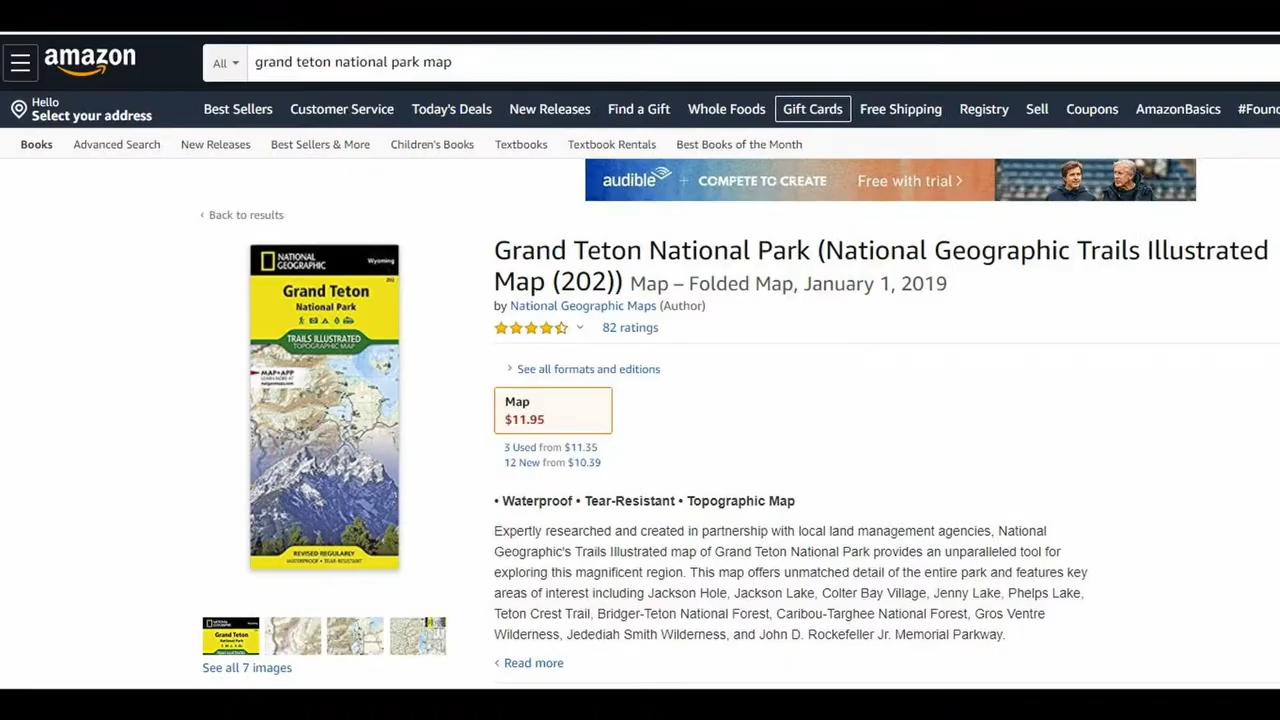 amazon
All
grand teton national park map
Hello
Select your address
Best Sellers Customer Service Today's Deals New Releases Find a Gift Whole Foods Gift Cards Free Shipping Registry Sell Coupons AmazonBasics #Foun
Books Advanced Search New Releases Best Sellers & More Children's Books Textbooks Textbook Rentals Best Books of the Month
audible + COMPETE TO CREATE Free with trial >
‹ Back to results
NATIONAL
GEOGRAPHIC
Wyoming
202
Grand Teton
National Park
TRAILS ILLUSTRATED
TOPOGRAPHIC MAP
MAP+APP
REVISED REGULARLY
WATERPROOF • TEAR-RESISTANT
See all 7 images
Grand Teton National Park (National Geographic Trails Illustrated
Map (202)) Map – Folded Map, January 1, 2019
by National Geographic Maps (Author)
82 ratings
› See all formats and editions
Map
$11.95
3 Used from $11.35
12 New from $10.39
• Waterproof • Tear-Resistant • Topographic Map
Expertly researched and created in partnership with local land management agencies, National
Geographic's Trails Illustrated map of Grand Teton National Park provides an unparalleled tool for
exploring this magnificent region. This map offers unmatched detail of the entire park and features key
areas of interest including Jackson Hole, Jackson Lake, Colter Bay Village, Jenny Lake, Phelps Lake,
Teton Crest Trail, Bridger-Teton National Forest, Caribou-Targhee National Forest, Gros Ventre
Wilderness, Jedediah Smith Wilderness, and John D. Rockefeller Jr. Memorial Parkway.
‹ Read more